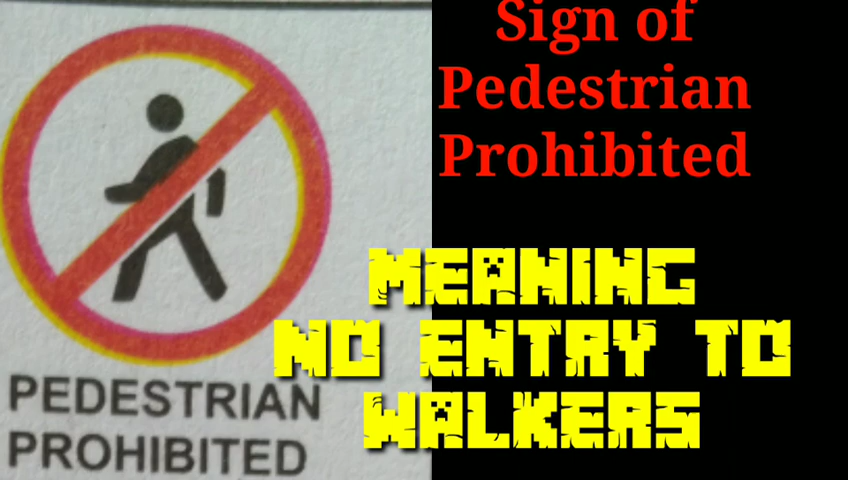 PEDESTRIAN
PROHIBITED
Sign of
Pedestrian
Prohibited
MEANING
NO ENTRY TO
WALKERS